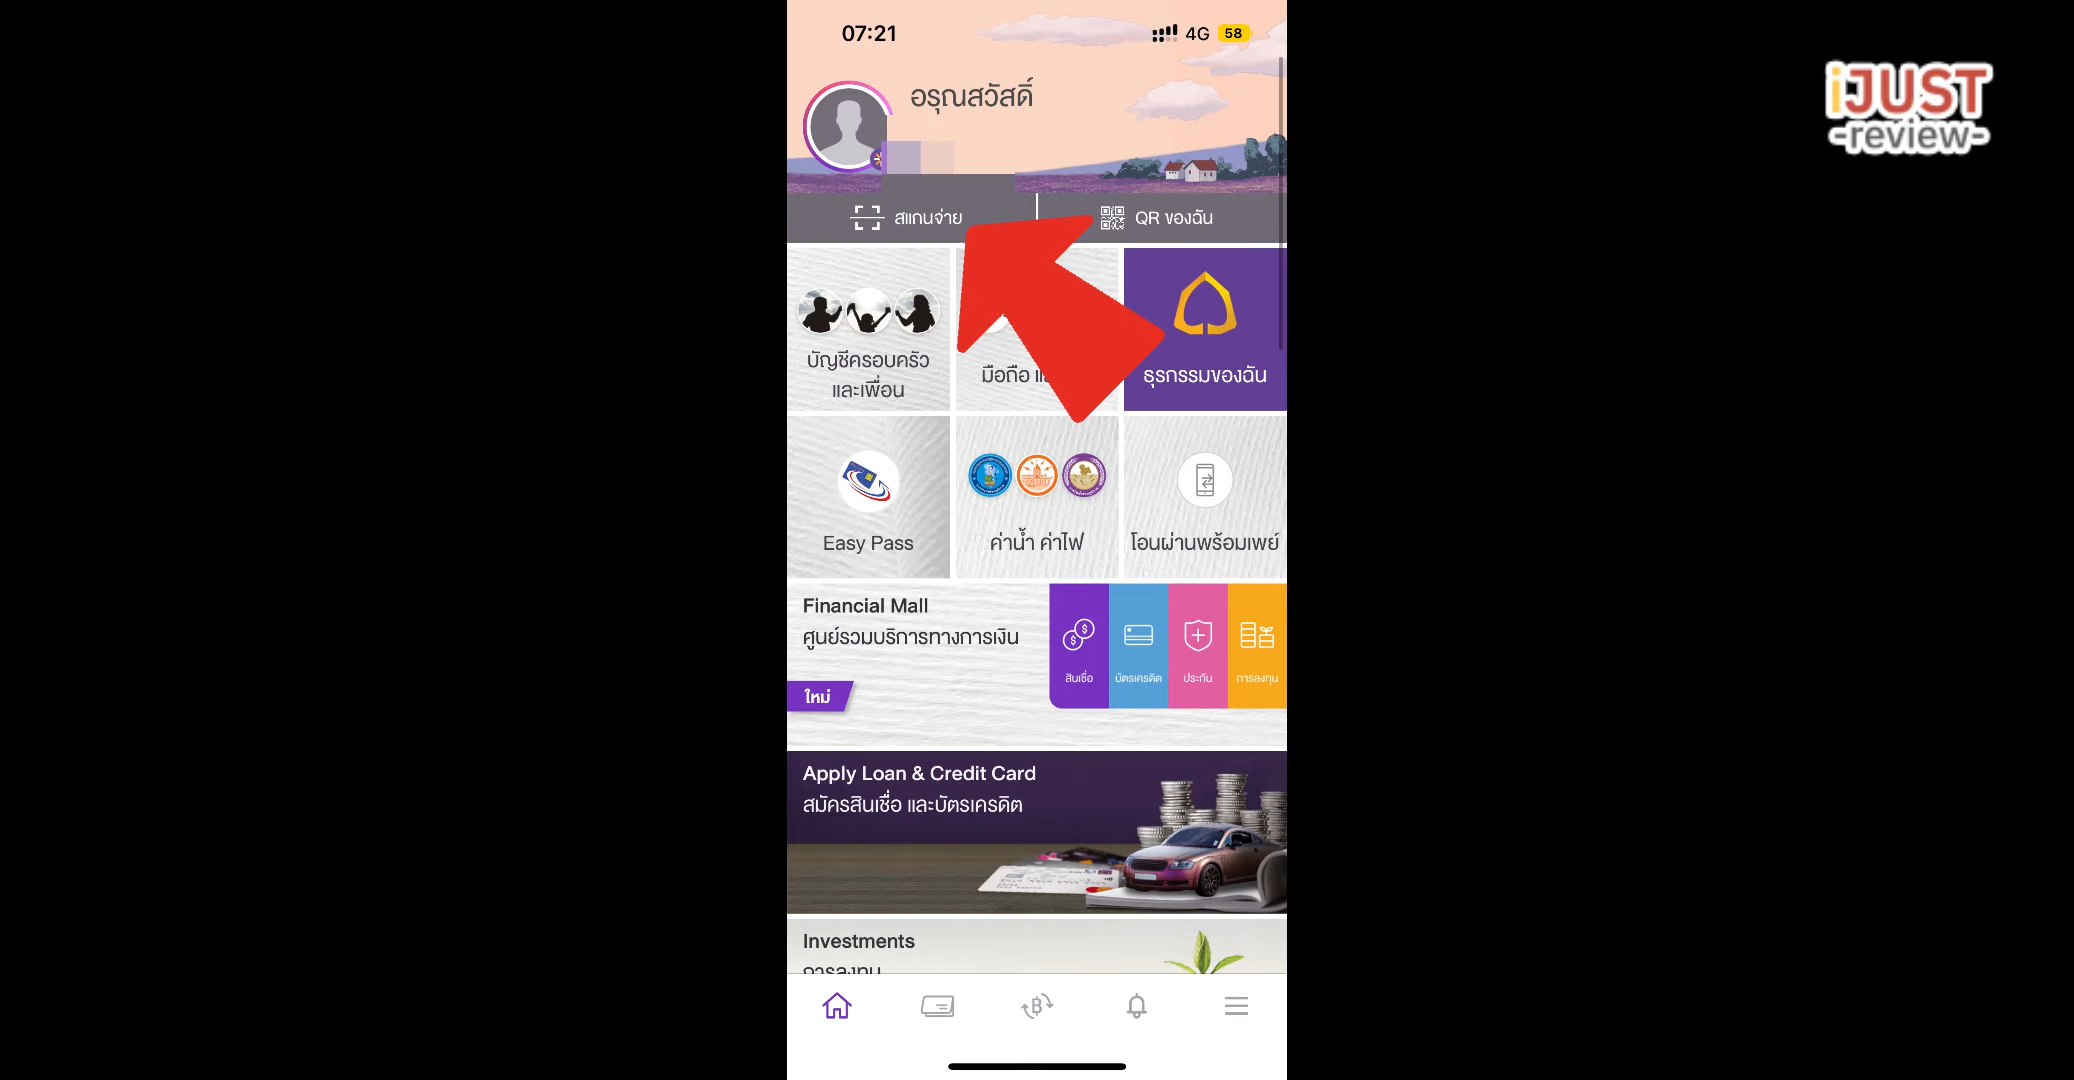 07:21
4G
58
iJUST
-review-
อรุณสวัสดิ์
สแกนจ่าย
QR ของฉัน
บัญชีครอบครัว
และเพื่อน
มือถือ
ธุรกรรมของฉัน
Easy Pass
ค่าน้ำ ค่าไฟ
โอนผ่านพร้อมเพย์
Financial Mall
ศูนย์รวมบริการทางการเงิน
สินเชื่อ
บัตรเครดิต
ประกัน
การลงทุน
ใหม่
Apply Loan & Credit Card
สมัครสินเชื่อ และบัตรเครดิต
Investments
การลงทุน